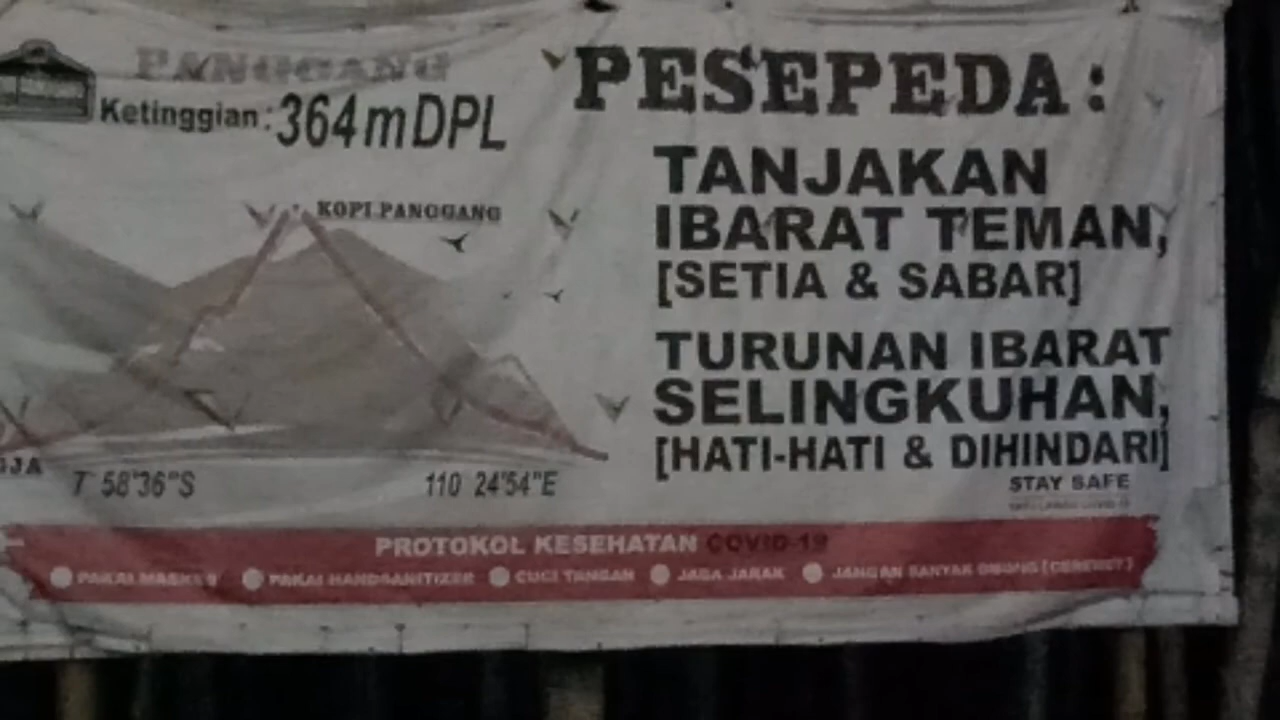 PANGGANG
Ketinggian : 364 m DPL
KOPI PANGGANG
T 58'36"S
110 24'54"E
PESEPEDA :
TANJAKAN
IBARAT TEMAN,
[SETIA & SABAR]
TURUNAN IBARAT
SELINGKUHAN,
[HATI-HATI & DIHINDARI]
STAY SAFE
PROTOKOL KESEHATAN COVID-19
PAKAI MASKER PAKAI HANDSANITIZER CUCI TANGAN JAGA JARAK JANGAN BANYAK OMONG [CEREWET]